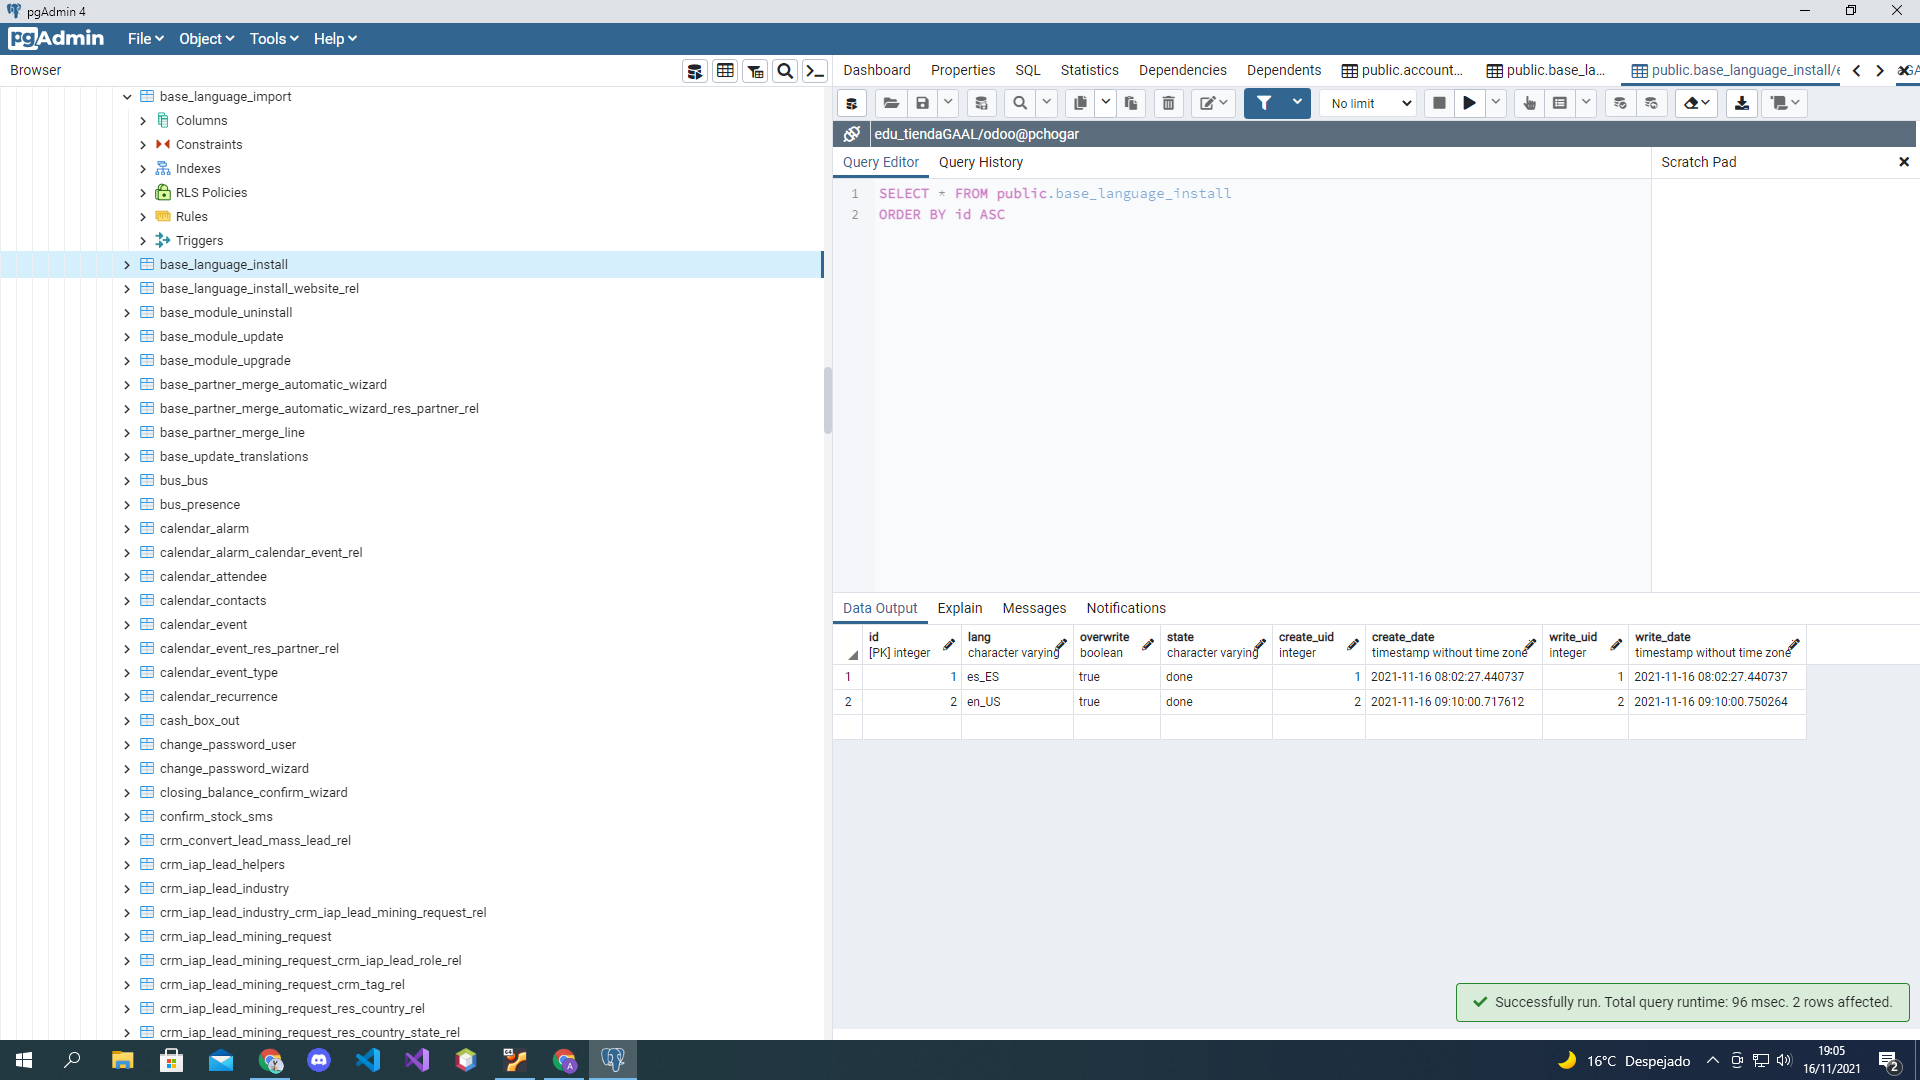 pgAdmin 4
pgAdmin File Object Tools Help
Browser
Dashboard Properties SQL Statistics Dependencies Dependents public.account... public.base_la... public.base_language_install/e
No limit
edu_tiendaGAAL/odoo@pchogar
Query Editor Query History
Scratch Pad
1 SELECT * FROM public.base_language_install
2 ORDER BY id ASC
base_language_import
Columns
Constraints
Indexes
RLS Policies
Rules
Triggers
base_language_install
base_language_install_website_rel
base_module_uninstall
base_module_update
base_module_upgrade
base_partner_merge_automatic_wizard
base_partner_merge_automatic_wizard_res_partner_rel
base_partner_merge_line
base_update_translations
bus_bus
bus_presence
calendar_alarm
calendar_alarm_calendar_event_rel
calendar_attendee
calendar_contacts
calendar_event
calendar_event_res_partner_rel
calendar_event_type
calendar_recurrence
cash_box_out
change_password_user
change_password_wizard
closing_balance_confirm_wizard
confirm_stock_sms
crm_convert_lead_mass_lead_rel
crm_iap_lead_helpers
crm_iap_lead_industry
crm_iap_lead_industry_crm_iap_lead_mining_request_rel
crm_iap_lead_mining_request
crm_iap_lead_mining_request_crm_iap_lead_role_rel
crm_iap_lead_mining_request_crm_tag_rel
crm_iap_lead_mining_request_res_country_rel
crm_iap_lead_mining_request_res_country_state_rel
Data Output Explain Messages Notifications
id lang overwrite state create_uid create_date write_uid write_date
[PK] integer character varying boolean character varying integer timestamp without time zone integer timestamp without time zone
1 1 es_ES true done 1 2021-11-16 08:02:27.440737 1 2021-11-16 08:02:27.440737
2 2 en_US true done 2 2021-11-16 09:10:00.717612 2 2021-11-16 09:10:00.750264
Successfully run. Total query runtime: 96 msec. 2 rows affected.
16°C Despejado
19:05
16/11/2021
2